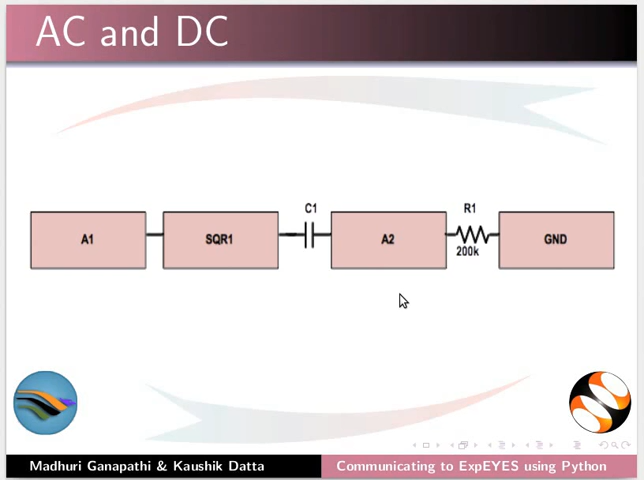 AC and DC
C1
R1
A1
SQR1
A2
GND
200k
Madhuri Ganapathi & Kaushik Datta
Communicating to ExpEYES using Python